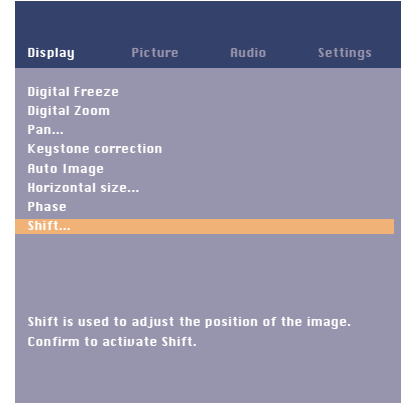 Display Picture Audio Settings
Digital Freeze
Digital Zoom
Pan...
Keystone correction
Auto Image
Horizontal size...
Phase
Shift...
Shift is used to adjust the position of the image.
Confirm to activate Shift.